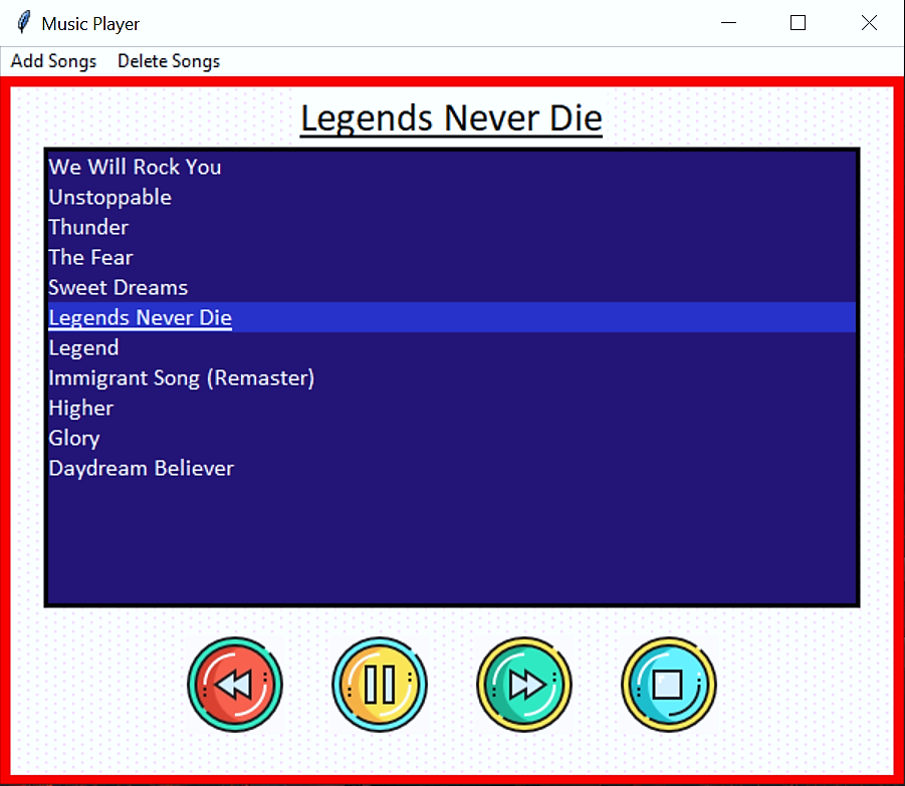 Music Player
Add Songs Delete Songs
Legends Never Die
We Will Rock You
Unstoppable
Thunder
The Fear
Sweet Dreams
Legends Never Die
Legend
Immigrant Song (Remaster)
Higher
Glory
Daydream Believer